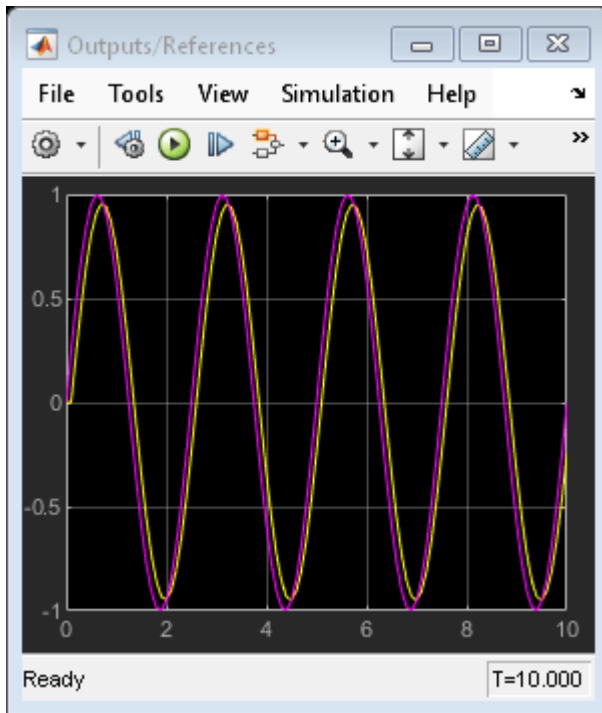 Outputs/References
File Tools View Simulation Help
1
0.5
0
-0.5
-1
0 2 4 6 8 10
Ready T=10.000